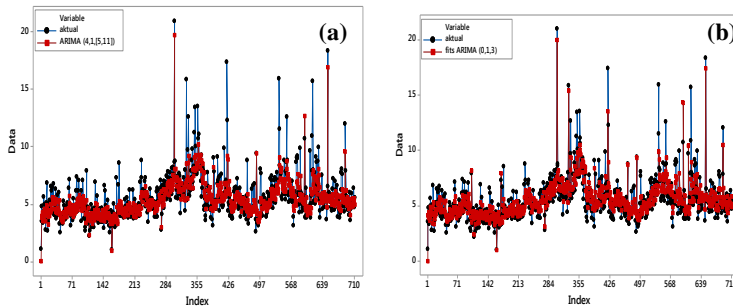 Variable
aktual
ARIMA (4,1,[5,11])
(a)
20
15
10
5
0
Data
1 71 142 213 284 355 426 497 568 639 710
Index
Variable
aktual
fits ARIMA (0,1,3)
(b)
20
15
10
5
0
Data
1 71 142 213 284 355 426 497 568 639 710
Index